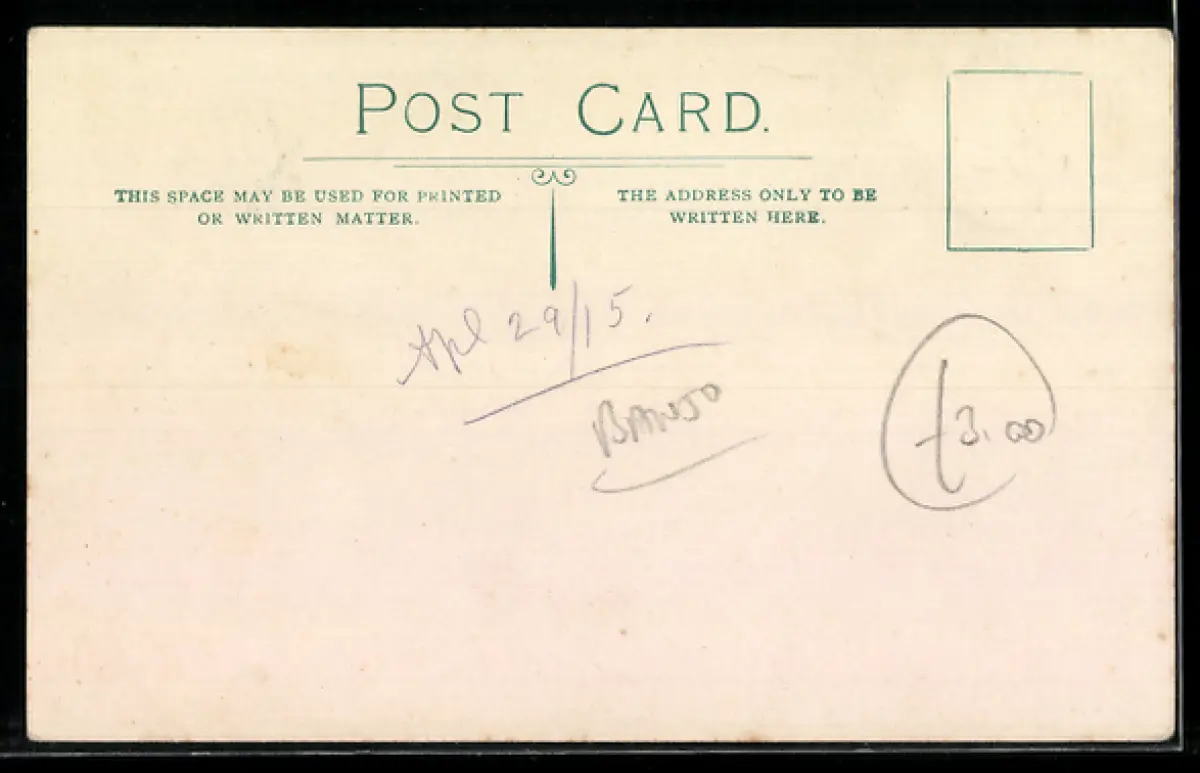 POST CARD.
THIS SPACE MAY BE USED FOR PRINTED
OR WRITTEN MATTER.
THE ADDRESS ONLY TO BE
WRITTEN HERE.
Apl 29/15.
BANJO
£3.00